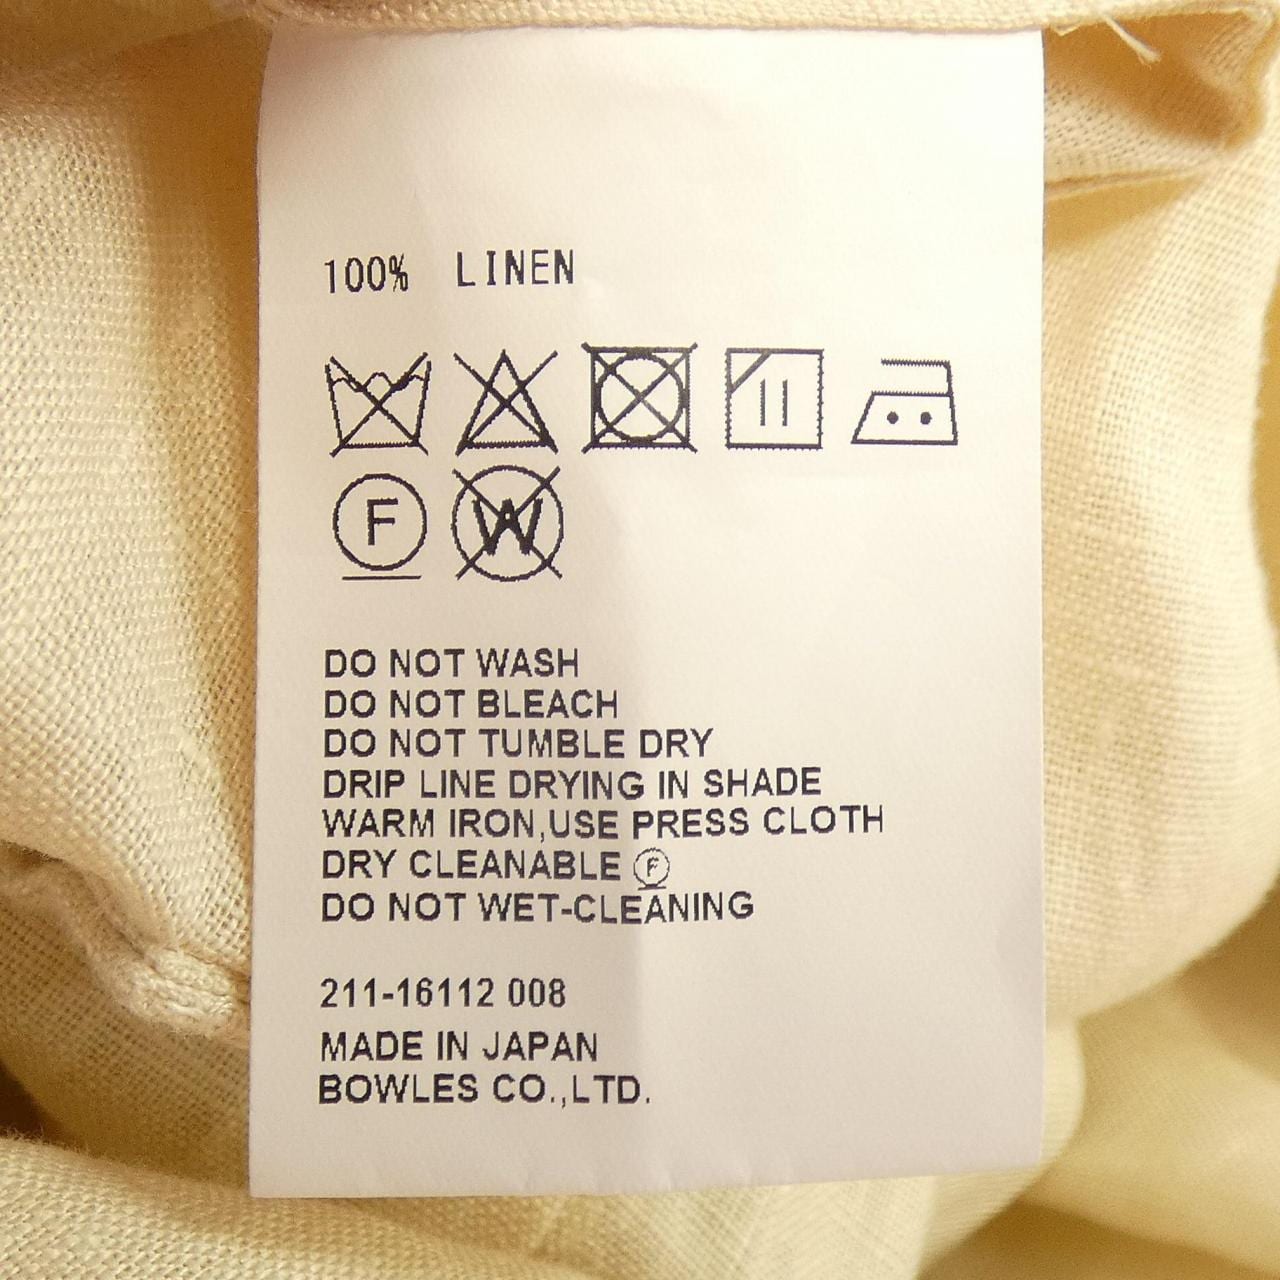 100% LINEN
F W
DO NOT WASH
DO NOT BLEACH
DO NOT TUMBLE DRY
DRIP LINE DRYING IN SHADE
WARM IRON,USE PRESS CLOTH
DRY CLEANABLE Ⓕ
DO NOT WET-CLEANING
211-16112 008
MADE IN JAPAN
BOWLES CO.,LTD.